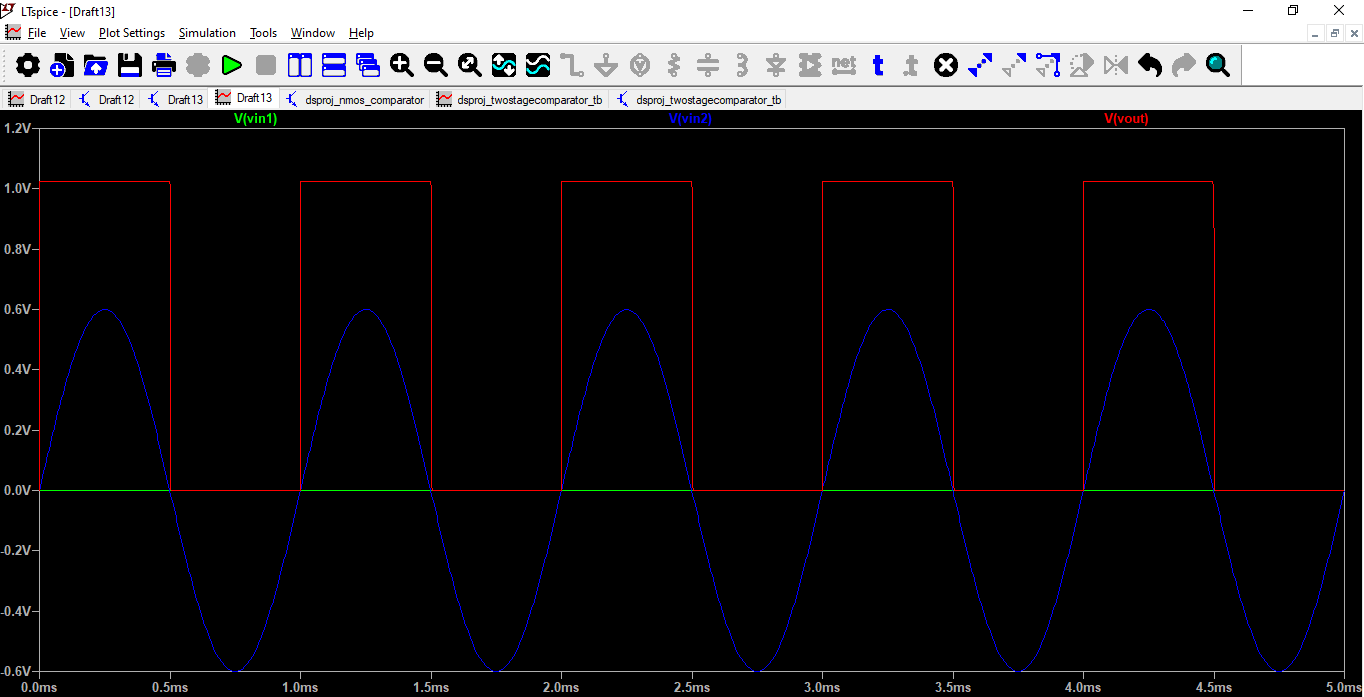 LTspice - [Draft13]
File View Plot Settings Simulation Tools Window Help
net t t
Draft12 Draft12 Draft13 Draft13 dsproj_nmos_comparator dsproj_twostagecomparator_tb dsproj_twostagecomparator_tb
V(vin1) V(vin2) V(vout)
1.2V
1.0V
0.8V
0.6V
0.4V
0.2V
0.0V
-0.2V
-0.4V
-0.6V
0.0ms 0.5ms 1.0ms 1.5ms 2.0ms 2.5ms 3.0ms 3.5ms 4.0ms 4.5ms 5.0ms